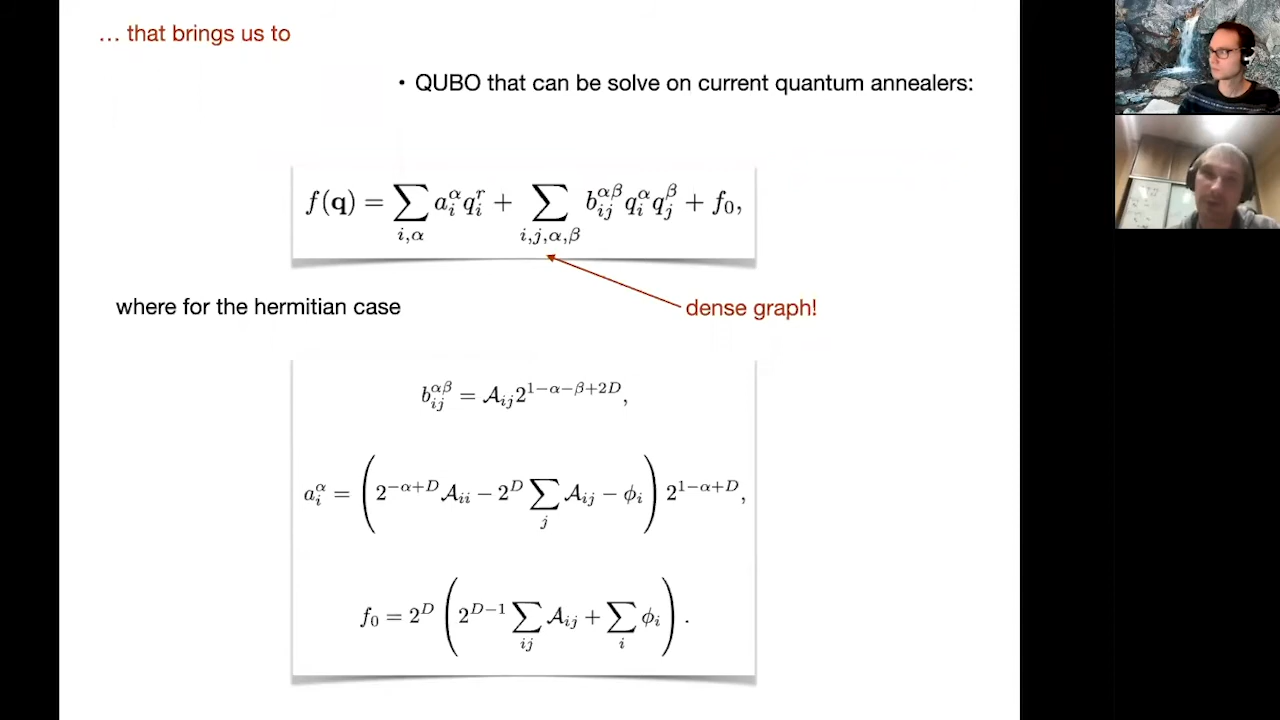 … that brings us to
• QUBO that can be solve on current quantum annealers:
f(𝐪) = ∑_{i,α} a_i^α q_i^r + ∑_{i,j,α,β} b_{ij}^{αβ} q_i^α q_j^β + f_0,
where for the hermitian case
dense graph!
b_{ij}^{αβ} = 𝒜_{ij} 2^{1−α−β+2D},
a_i^α = ( 2^{−α+D} 𝒜_{ii} − 2^D ∑_j 𝒜_{ij} − ϕ_i ) 2^{1−α+D},
f_0 = 2^D ( 2^{D−1} ∑_{ij} 𝒜_{ij} + ∑_i ϕ_i ) .